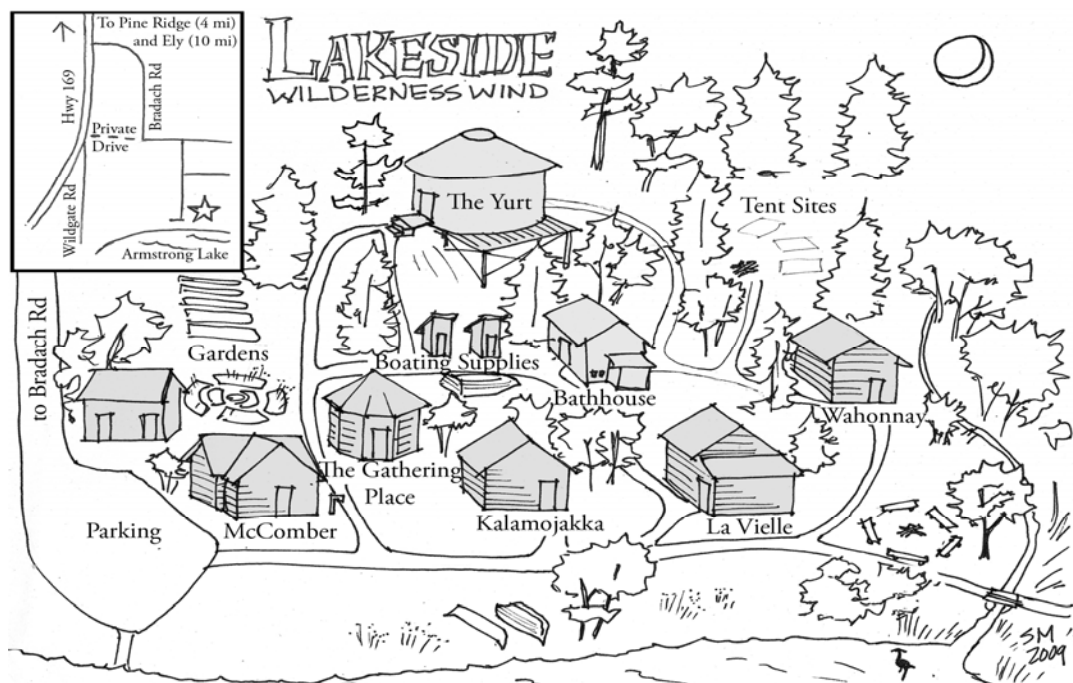 To Pine Ridge (4 mi)
and Ely (10 mi)
Hwy 169
Bradach Rd
Private
Drive
Wildgate Rd
Armstrong Lake
LAKESIDE
WILDERNESS WIND
The Yurt
Tent Sites
to Bradach Rd
Gardens
Boating Supplies
Bathhouse
Wahonnay
The Gathering
Place
Kalamojakka
La Vielle
Parking
McComber
SM
2009